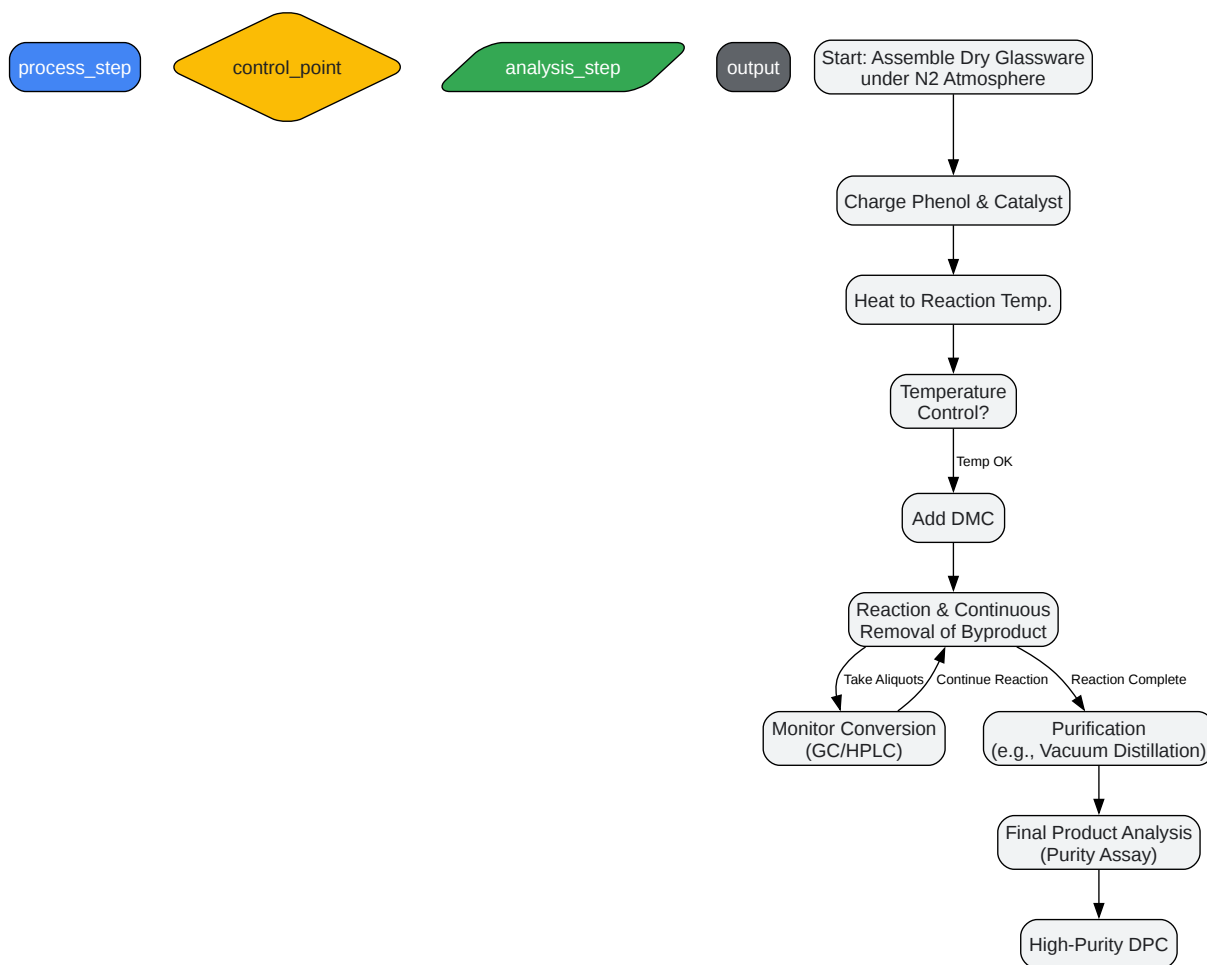 process_step
control_point
analysis_step
output
Start: Assemble Dry Glassware
under N2 Atmosphere
Charge Phenol & Catalyst
Heat to Reaction Temp.
Temperature
Control?
Temp OK
Add DMC
Reaction & Continuous
Removal of Byproduct
Take Aliquots
Continue Reaction
Reaction Complete
Monitor Conversion
(GC/HPLC)
Purification
(e.g., Vacuum Distillation)
Final Product Analysis
(Purity Assay)
High-Purity DPC